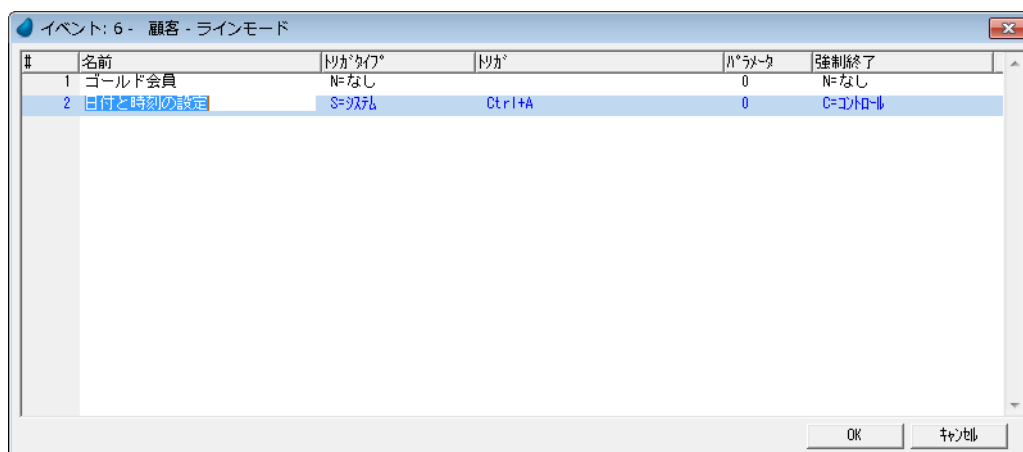 イベント: 6 - 顧客 - ラインモード
# 名前 ﾄﾘｶﾞﾀｲﾌﾟ ﾄﾘｶﾞ ﾊﾟﾗﾒｰﾀ 強制終了
1 ゴールド会員 N=なし 0 N=なし
2 日付と時刻の設定 S=ｼｽﾃﾑ Ctrl+A 0 C=ｺﾝﾄﾛｰﾙ
OK ｷｬﾝｾﾙ